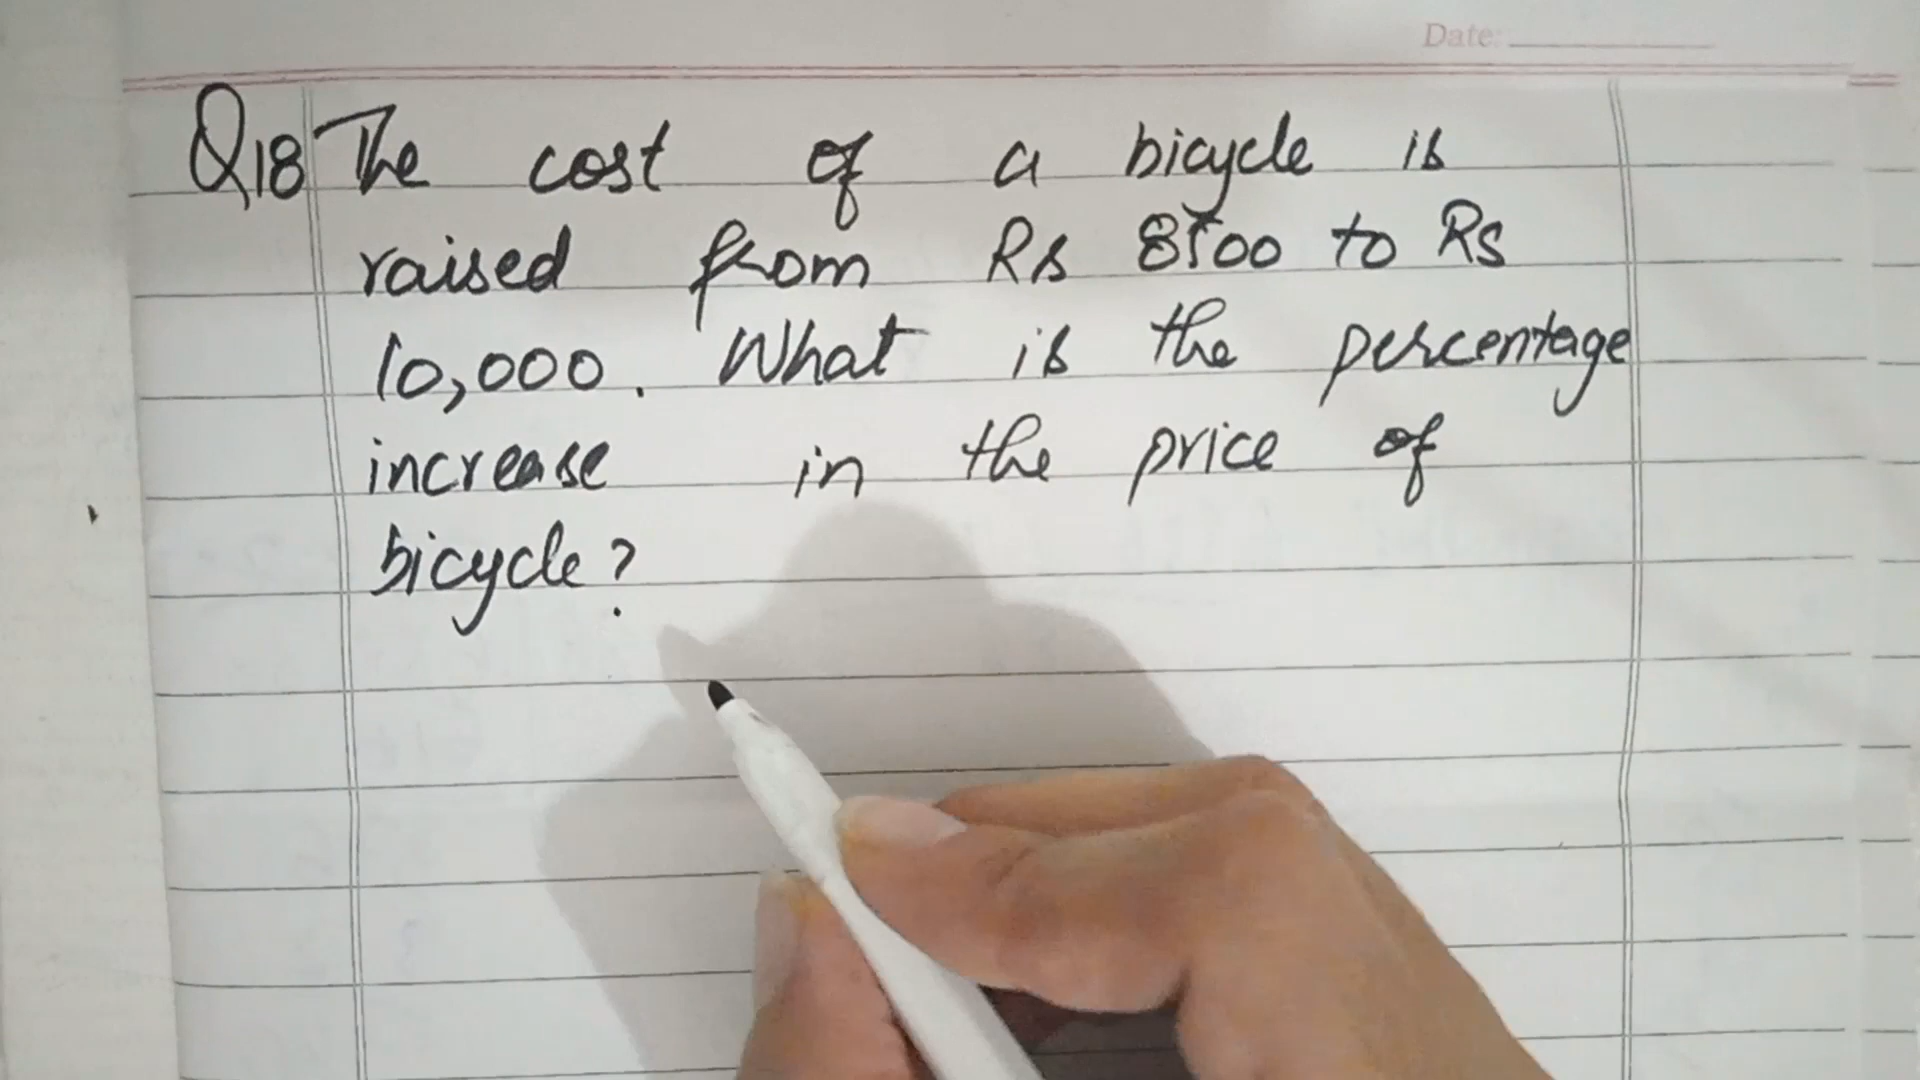 Date:
Q18 The cost of a bicycle is
raised from Rs 8500 to Rs
10,000. What is the percentage
increase in the price of
bicycle?